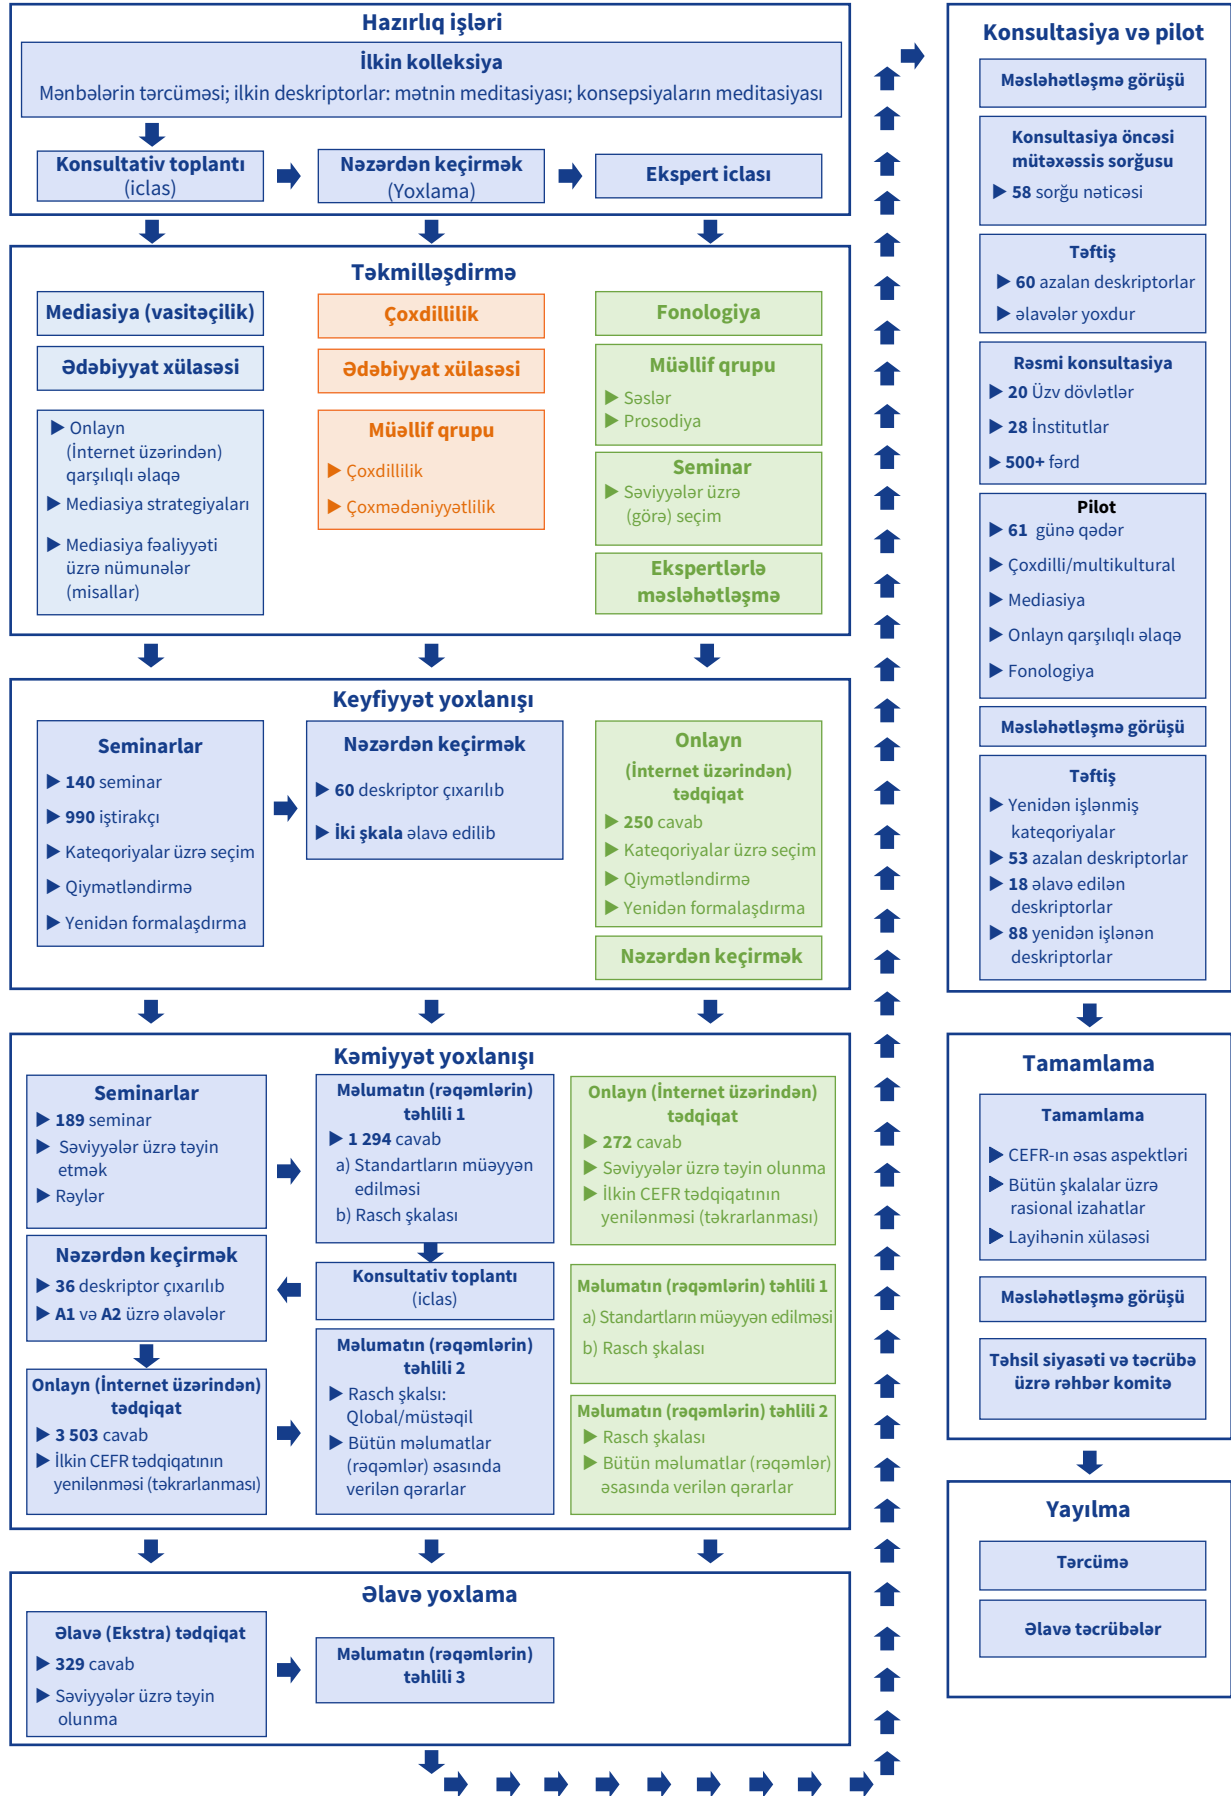 Hazırlıq işləri
İlkin kolleksiya
Mənbələrin tərcüməsi; ilkin deskriptorlar: mətnin meditasiyası; konsepsiyaların meditasiyası
Konsultativ toplantı
(iclas)
Nəzərdən keçirmək
(Yoxlama)
Ekspert iclası
Təkmilləşdirmə
Mediasiya (vasitəçilik)
Ədəbiyyat xülasəsi
▶ Onlayn
(İnternet üzərindən)
qarşılıqlı əlaqə
▶ Mediasiya strategiyaları
▶ Mediasiya fəaliyyəti
üzrə nümunələr
(misallar)
Çoxdillilik
Ədəbiyyat xülasəsi
Müəllif qrupu
▶ Çoxdillilik
▶ Çoxmədəniyyətlilik
Fonologiya
Müəllif qrupu
▶ Səslər
▶ Prosodiya
Seminar
▶ Səviyyələr üzrə
(görə) seçim
Ekspertlərlə
məsləhətləşmə
Keyfiyyət yoxlanışı
Seminarlar
▶ 140 seminar
▶ 990 iştirakçı
▶ Kateqoriyalar üzrə seçim
▶ Qiymətləndirmə
▶ Yenidən formalaşdırma
Nəzərdən keçirmək
▶ 60 deskriptor çıxarılıb
▶ İki şkala əlavə edilib
Onlayn
(İnternet üzərindən)
tədqiqat
▶ 250 cavab
▶ Kateqoriyalar üzrə seçim
▶ Qiymətləndirmə
▶ Yenidən formalaşdırma
Nəzərdən keçirmək
Kəmiyyət yoxlanışı
Seminarlar
▶ 189 seminar
▶ Səviyyələr üzrə təyin
etmək
▶ Rəylər
Məlumatın (rəqəmlərin)
təhlili 1
▶ 1 294 cavab
a) Standartların müəyyən
edilməsi
b) Rasch şkalası
Konsultativ toplantı
(iclas)
Nəzərdən keçirmək
▶ 36 deskriptor çıxarılıb
▶ A1 və A2 üzrə əlavələr
Onlayn (İnternet üzərindən)
tədqiqat
▶ 3 503 cavab
▶ İlkin CEFR tədqiqatının
yenilənməsi (təkrarlanması)
Məlumatın (rəqəmlərin)
təhlili 2
▶ Rasch şkalsı:
Qlobal/müstəqil
▶ Bütün məlumatlar
(rəqəmlər) əsasında
verilən qərarlar
Onlayn (İnternet üzərindən)
tədqiqat
▶ 272 cavab
▶ Səviyyələr üzrə təyin olunma
▶ İlkin CEFR tədqiqatının
yenilənməsi (təkrarlanması)
Məlumatın (rəqəmlərin) təhlili 1
a) Standartların müəyyən edilməsi
b) Rasch şkalası
Məlumatın (rəqəmlərin) təhlili 2
▶ Rasch şkalası
▶ Bütün məlumatlar (rəqəmlər)
əsasında verilən qərarlar
Əlavə yoxlama
Əlavə (Ekstra) tədqiqat
▶ 329 cavab
▶ Səviyyələr üzrə təyin
olunma
Məlumatın (rəqəmlərin)
təhlili 3
Konsultasiya və pilot
Məsləhətləşmə görüşü
Konsultasiya öncəsi
mütəxəssis sorğusu
▶ 58 sorğu nəticəsi
Təftiş
▶ 60 azalan deskriptorlar
▶ əlavələr yoxdur
Rəsmi konsultasiya
▶ 20 Üzv dövlətlər
▶ 28 İnstitutlar
▶ 500+ fərd
Pilot
▶ 61 günə qədər
▶ Çoxdilli/multikultural
▶ Mediasiya
▶ Onlayn qarşılıqlı əlaqə
▶ Fonologiya
Məsləhətləşmə görüşü
Təftiş
▶ Yenidən işlənmiş
kateqoriyalar
▶ 53 azalan deskriptorlar
▶ 18 əlavə edilən
deskriptorlar
▶ 88 yenidən işlənən
deskriptorlar
Tamamlama
Tamamlama
▶ CEFR-ın əsas aspektləri
▶ Bütün şkalalar üzrə
rasional izahatlar
▶ Layihənin xülasəsi
Məsləhətləşmə görüşü
Təhsil siyasəti və təcrübə
üzrə rəhbər komitə
Yayılma
Tərcümə
Əlavə təcrübələr